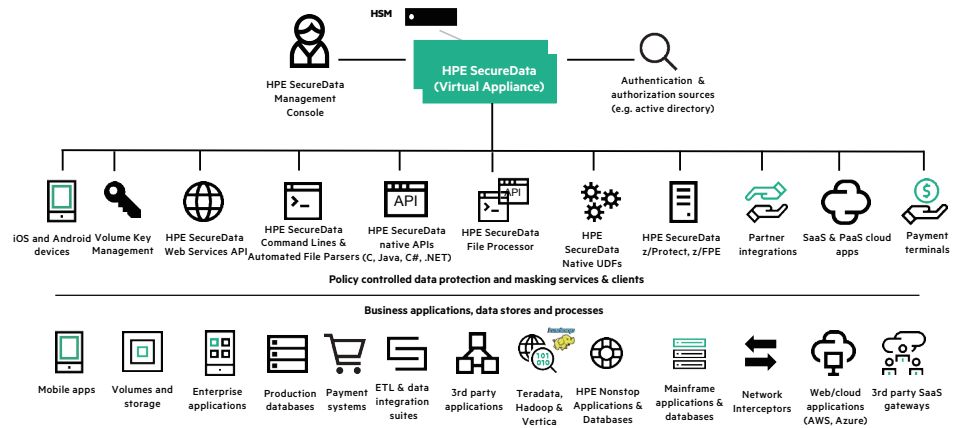 HSM
HPE SecureData
(Virtual Appliance)
HPE SecureData
Management
Console
Authentication &
authorization sources
(e.g. active directory)
iOS and Android
devices
Volume Key
Management
HPE SecureData
Web Services API
HPE SecureData
Command Lines &
Automated File Parsers
API
HPE SecureData
native APIs
(C, Java, C#, .NET)
API
HPE SecureData
File Processor
HPE
SecureData
Native UDFs
HPE SecureData
z/Protect, z/FPE
Partner
integrations
SaaS & PaaS cloud
apps
$
Payment
terminals
Policy controlled data protection and masking services & clients
Business applications, data stores and processes
Mobile apps
Volumes and
storage
Enterprise
applications
Production
databases
Payment
systems
ETL & data
integration
suites
3rd party
applications
101
010
Teradata,
Hadoop &
Vertica
HPE Nonstop
Applications &
Databases
Mainframe
applications &
databases
Network
Interceptors
Web/cloud
applications
(AWS, Azure)
3rd party SaaS
gateways